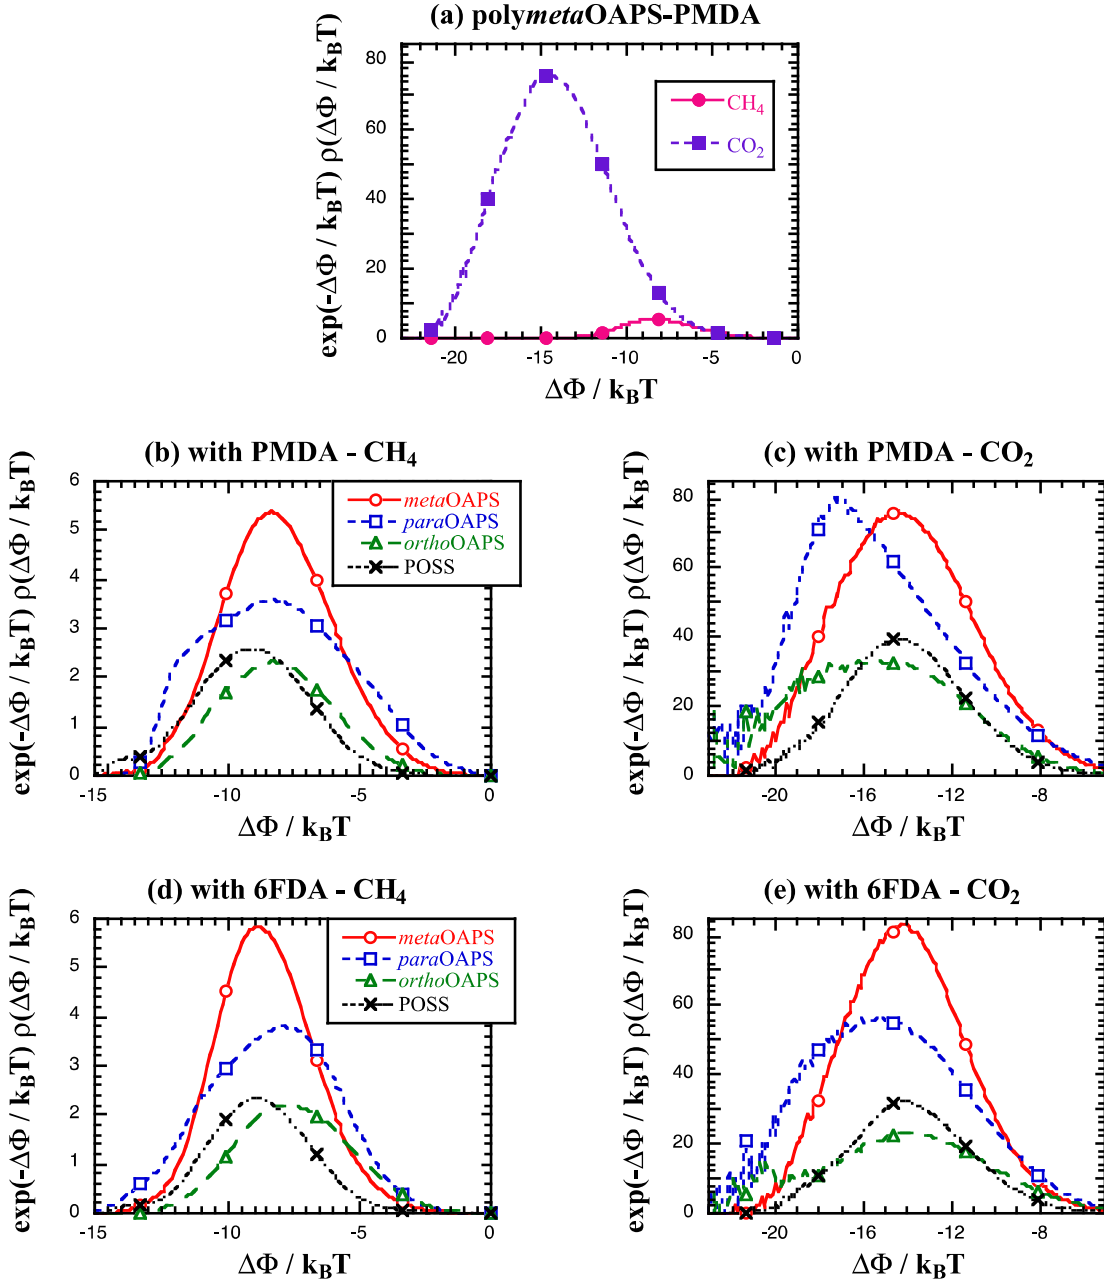 (a) polymetaOAPS-PMDA
exp(-ΔΦ / kBT) ρ(ΔΦ / kBT)
80
60
40
20
0
CH4
CO2
-20
-15
-10
-5
0
ΔΦ / kBT
(b) with PMDA - CH4
exp(-ΔΦ / kBT) ρ(ΔΦ / kBT)
6
5
4
3
2
1
0
metaOAPS
paraOAPS
orthoOAPS
POSS
-15
-10
-5
0
ΔΦ / kBT
(c) with PMDA - CO2
exp(-ΔΦ / kBT) ρ(ΔΦ / kBT)
80
60
40
20
0
-20
-16
-12
-8
ΔΦ / kBT
(d) with 6FDA - CH4
exp(-ΔΦ / kBT) ρ(ΔΦ / kBT)
6
5
4
3
2
1
0
metaOAPS
paraOAPS
orthoOAPS
POSS
-15
-10
-5
0
ΔΦ / kBT
(e) with 6FDA - CO2
exp(-ΔΦ / kBT) ρ(ΔΦ / kBT)
80
60
40
20
0
-20
-16
-12
-8
ΔΦ / kBT